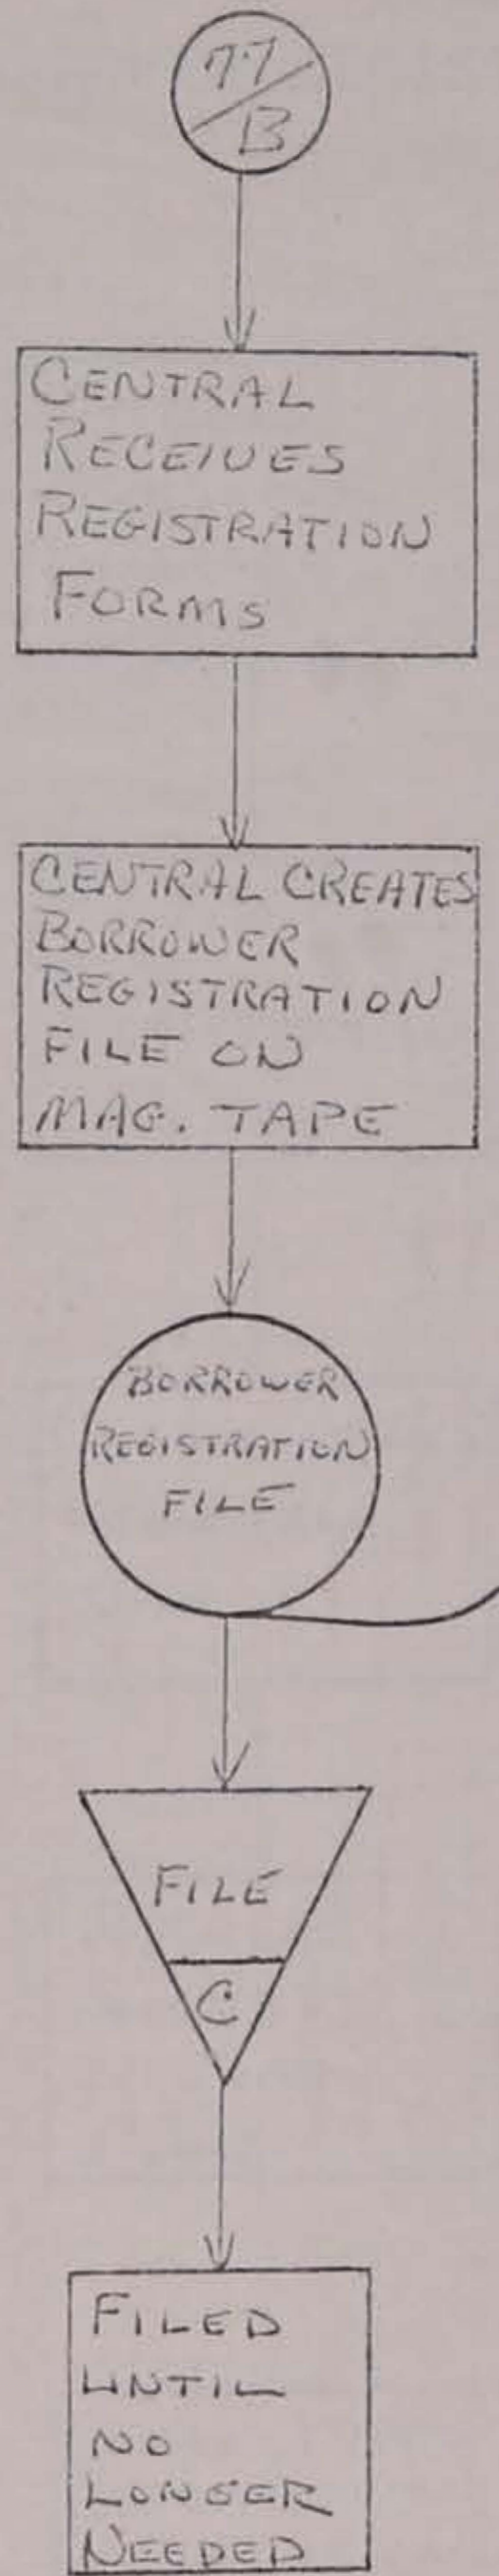 77
B
CENTRAL
RECEIVES
REGISTRATION
FORMS
CENTRAL CREATES
BORROWER
REGISTRATION
FILE ON
MAG. TAPE
BORROWER
REGISTRATION
FILE
FILE
C
FILED
UNTIL
NO
LONGER
NEEDED